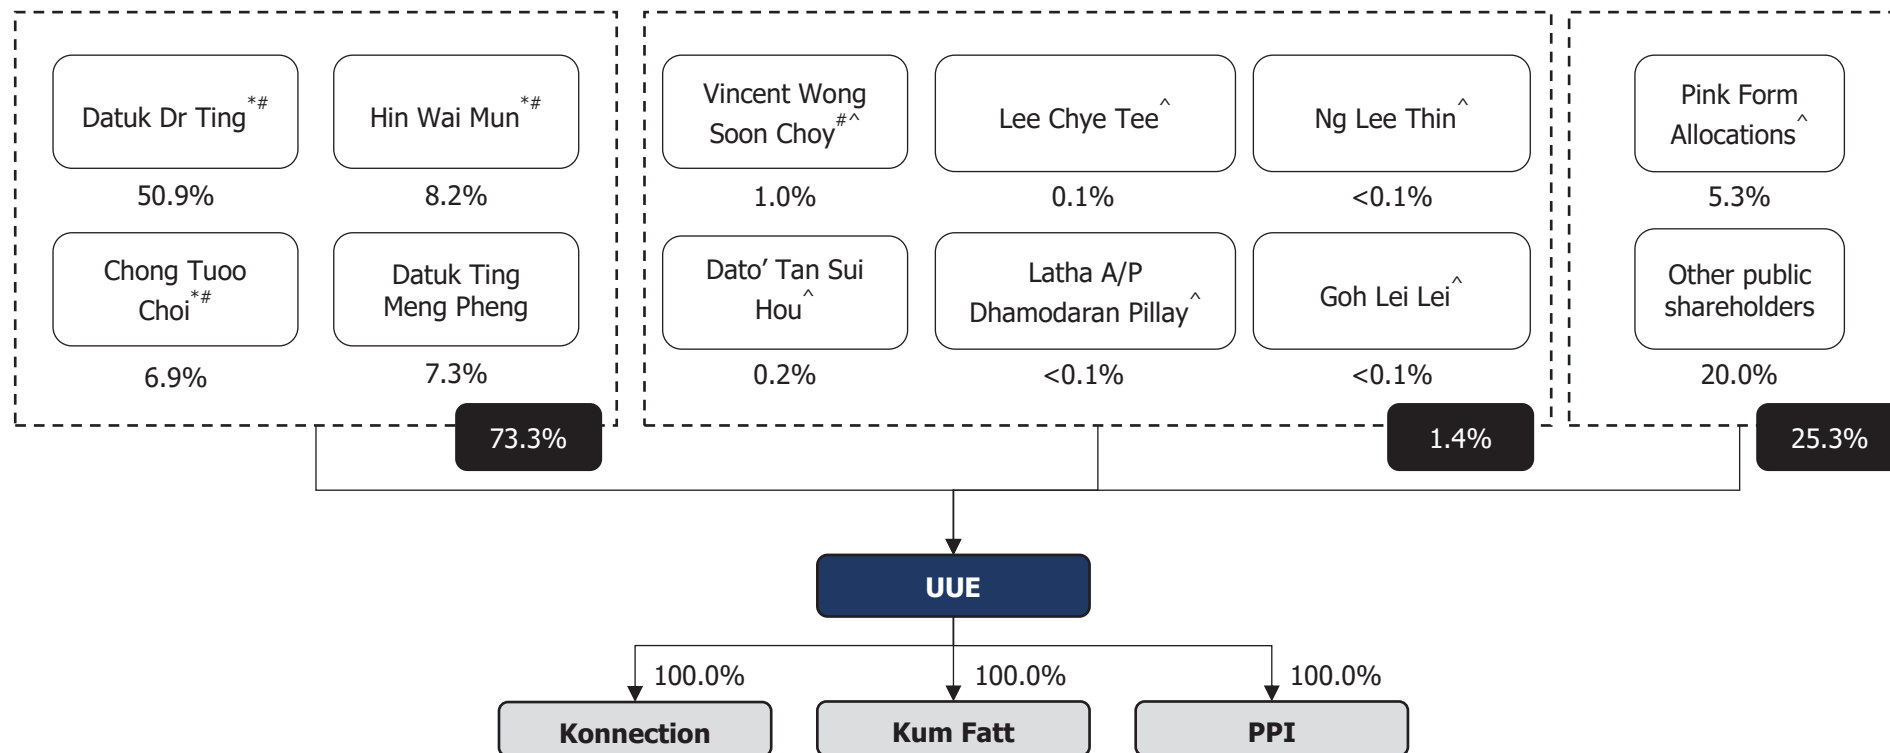 Datuk Dr Ting*#
50.9%
Hin Wai Mun*#
8.2%
Chong Tuoo
Choi*#
6.9%
Datuk Ting
Meng Pheng
7.3%
73.3%
Vincent Wong
Soon Choy#^
1.0%
Lee Chye Tee^
0.1%
Ng Lee Thin^
<0.1%
Dato’ Tan Sui
Hou^
0.2%
Latha A/P
Dhamodaran Pillay^
<0.1%
Goh Lei Lei^
<0.1%
1.4%
Pink Form
Allocations^
5.3%
Other public
shareholders
20.0%
25.3%
UUE
100.0%
100.0%
100.0%
Konnection
Kum Fatt
PPI